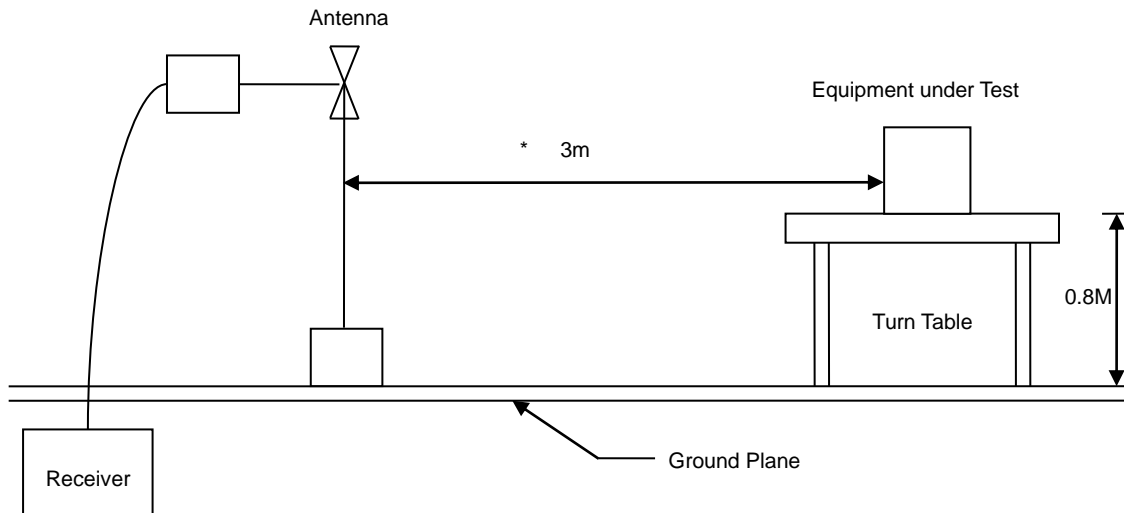 Antenna
Equipment under Test
* 3m
0.8M
Turn Table
Ground Plane
Receiver